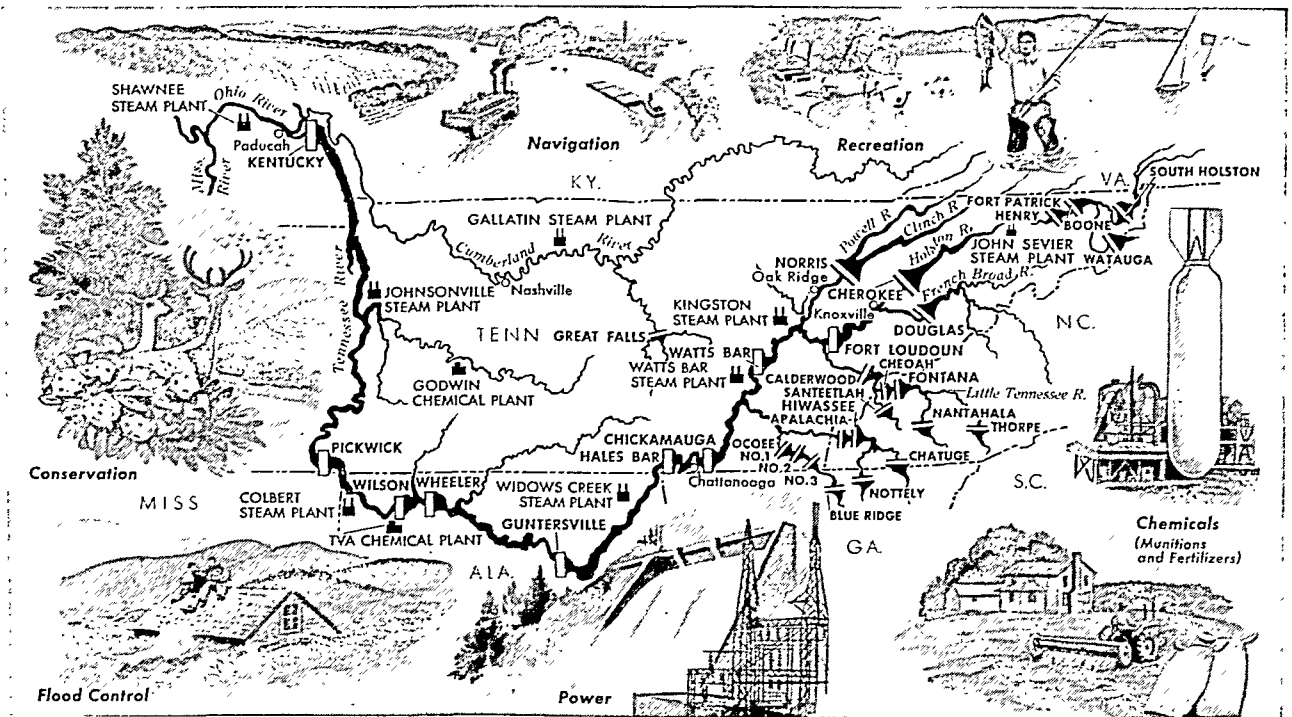 SHAWNEE
STEAM PLANT
Ohio River
Paducah
KENTUCKY
Miss.
River
Navigation
Recreation
KY.
VA.
SOUTH HOLSTON
FORT PATRICK
HENRY
BOONE
Powell R.
Clinch R.
Holston R.
JOHN SEVIER
STEAM PLANT
WATAUGA
GALLATIN STEAM PLANT
Cumberland River
Nashville
NORRIS
Oak Ridge
CHEROKEE
French Broad R.
Knoxville
DOUGLAS
Tennessee River
JOHNSONVILLE
STEAM PLANT
KINGSTON
STEAM PLANT
TENN
GREAT FALLS
N.C.
FORT LOUDOUN
WATTS BAR
WATTS BAR
STEAM PLANT
GODWIN
CHEMICAL PLANT
CHEOAH
FONTANA
CALDERWOOD
SANTEETLAH
HIWASSEE
APALACHIA
Little Tennessee R.
NANTAHALA
THORPE
PICKWICK
CHICKAMAUGA
HALES BAR
OCOEE
NO.1
NO.2
NO.3
Chattanoaga
CHATUGE
NOTTELY
BLUE RIDGE
Conservation
MISS
COLBERT
STEAM PLANT
WILSON
WHEELER
TVA CHEMICAL PLANT
WIDOWS CREEK
STEAM PLANT
GUNTERSVILLE
ALA.
GA.
S.C.
Chemicals
(Munitions
and Fertilizers)
Flood Control
Power